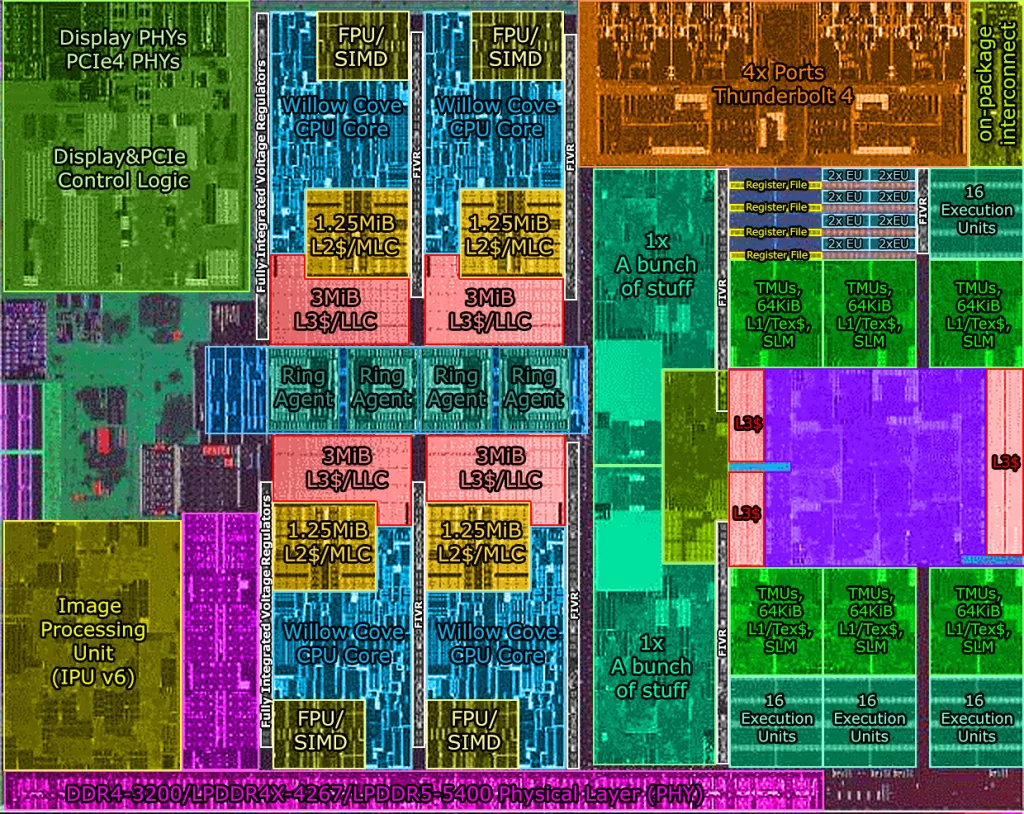 Display PHYs
PCIe4 PHYs
Display&PCIe
Control Logic
Fully Integrated Voltage Regulators
FPU/
SIMD
Willow Cove
CPU Core
1.25MiB
L2$/MLC
3MiB
L3$/LLC
FIVR
FPU/
SIMD
Willow Cove
CPU Core
1.25MiB
L2$/MLC
3MiB
L3$/LLC
FIVR
4x Ports
Thunderbolt 4
on-package
interconnect
1x
A bunch
of stuff
FIVR
Register File
Register File
Register File
Register File
2x EU 2xEU
2x EU 2xEU
2x EU 2xEU
2x EU 2xEU
FIVR
16
Execution
Units
TMUs,
64KiB
L1/Tex$,
SLM
TMUs,
64KiB
L1/Tex$,
SLM
TMUs,
64KiB
L1/Tex$,
SLM
Ring
Agent
Ring
Agent
Ring
Agent
Ring
Agent
L3$
L3$
L3$
3MiB
L3$/LLC
3MiB
L3$/LLC
Fully Integrated Voltage Regulators
1.25MiB
L2$/MLC
Willow Cove
CPU Core
FPU/
SIMD
FIVR
1.25MiB
L2$/MLC
Willow Cove
CPU Core
FPU/
SIMD
FIVR
Image
Processing
Unit
(IPU v6)
1x
A bunch
of stuff
FIVR
TMUs,
64KiB
L1/Tex$,
SLM
TMUs,
64KiB
L1/Tex$,
SLM
TMUs,
64KiB
L1/Tex$,
SLM
16
Execution
Units
16
Execution
Units
16
Execution
Units
DDR4-3200/LPDDR4X-4267/LPDDR5-5400 Physical Layer (PHY)